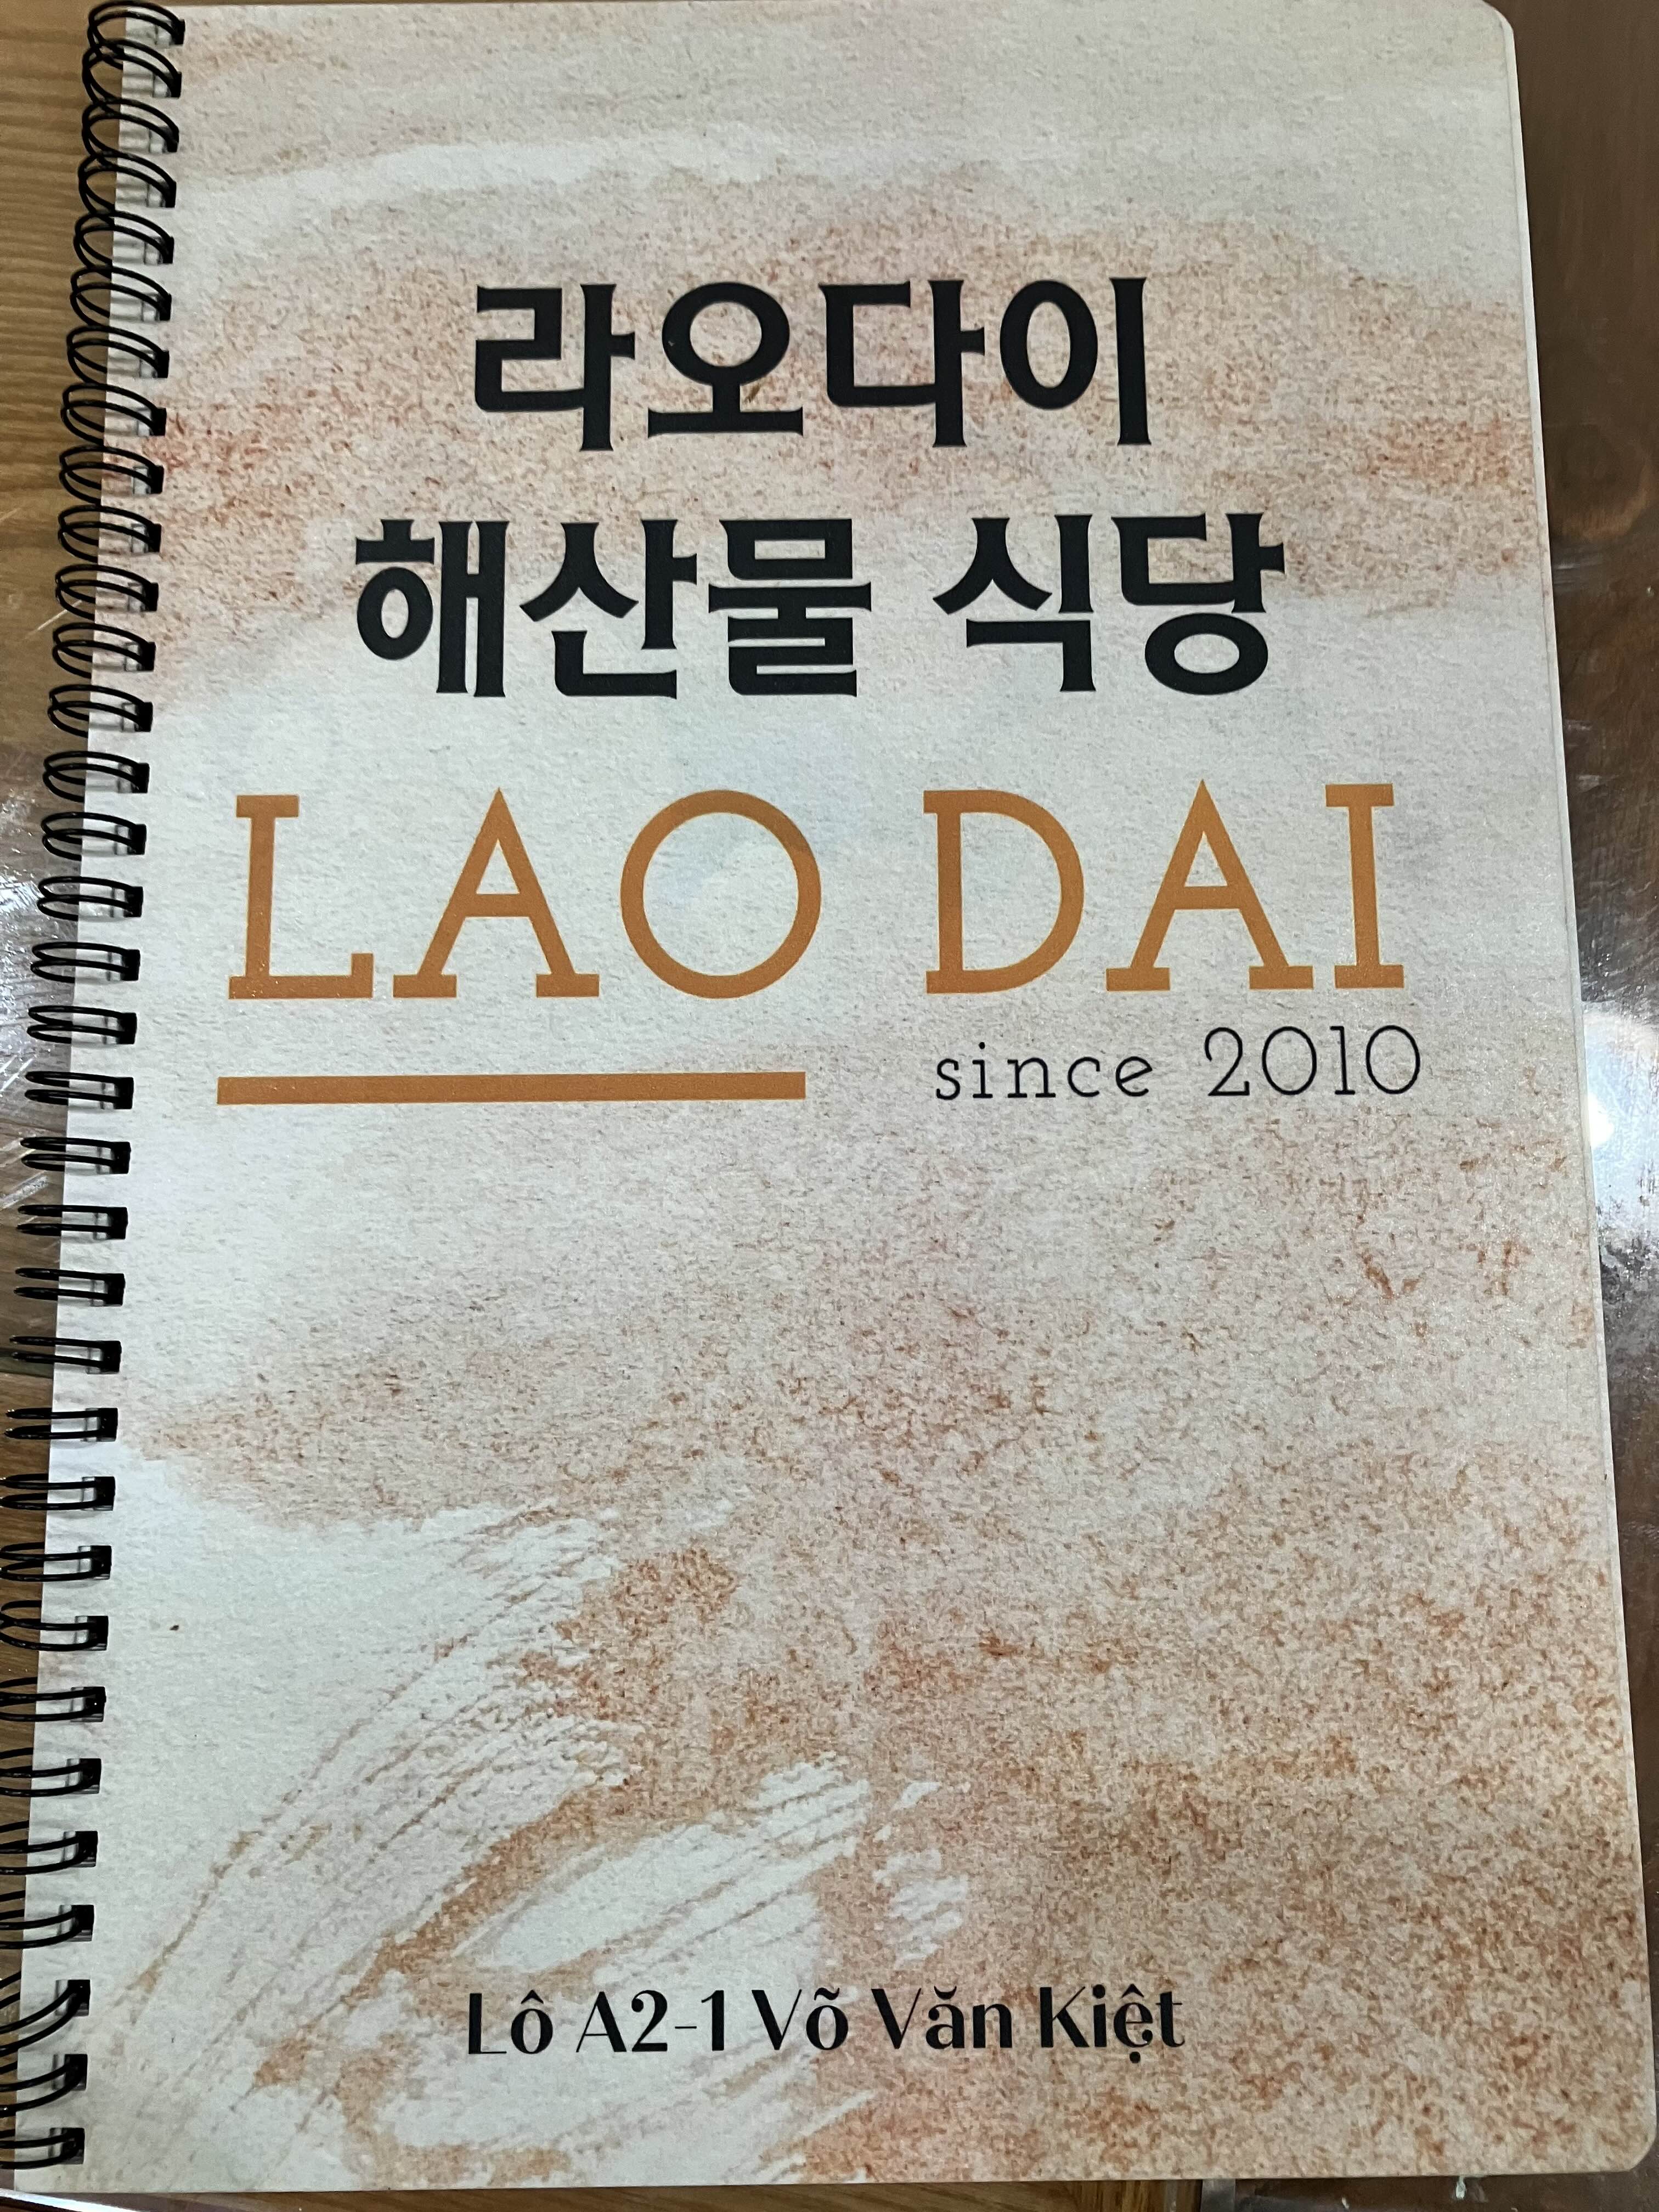 라오다이
해산물 식당
LAO DAI
since 2010
Lô A2-1 Võ Văn Kiệt